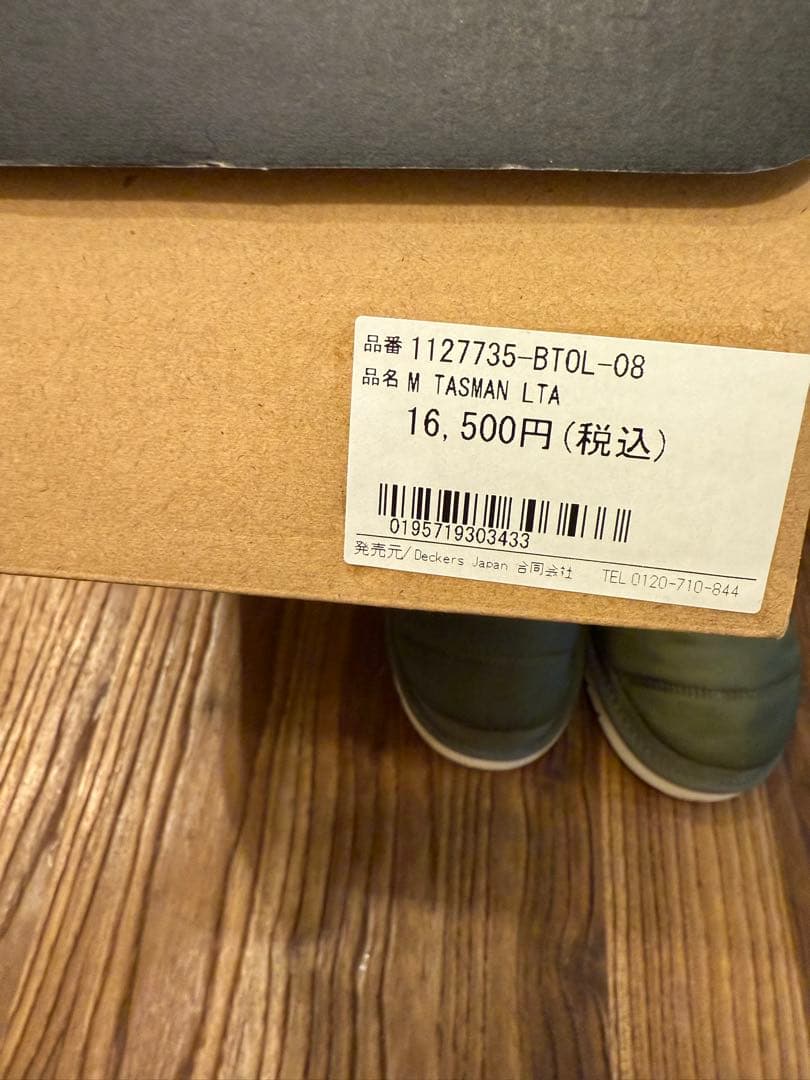 品番 1127735-BTOL-08
品名 M TASMAN LTA
16,500円(税込)
0195719303433
発売元/Deckers Japan 合同会社 TEL 0120-710-844